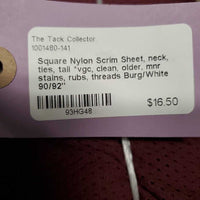 The Tack Collector
1001480-141
Square Nylon Scrim Sheet, neck,
ties, tail *vgc, clean, older, mnr
stains, rubs, threads Burg/White
90/92"
93HG48
$16.50